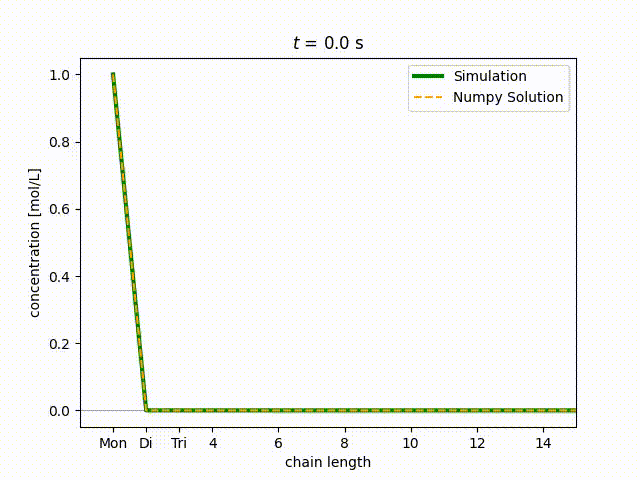 t = 0.0 s
Simulation
Numpy Solution
1.0
0.8
0.6
0.4
0.2
0.0
concentration [mol/L]
Mon Di Tri 4 6 8 10 12 14
chain length